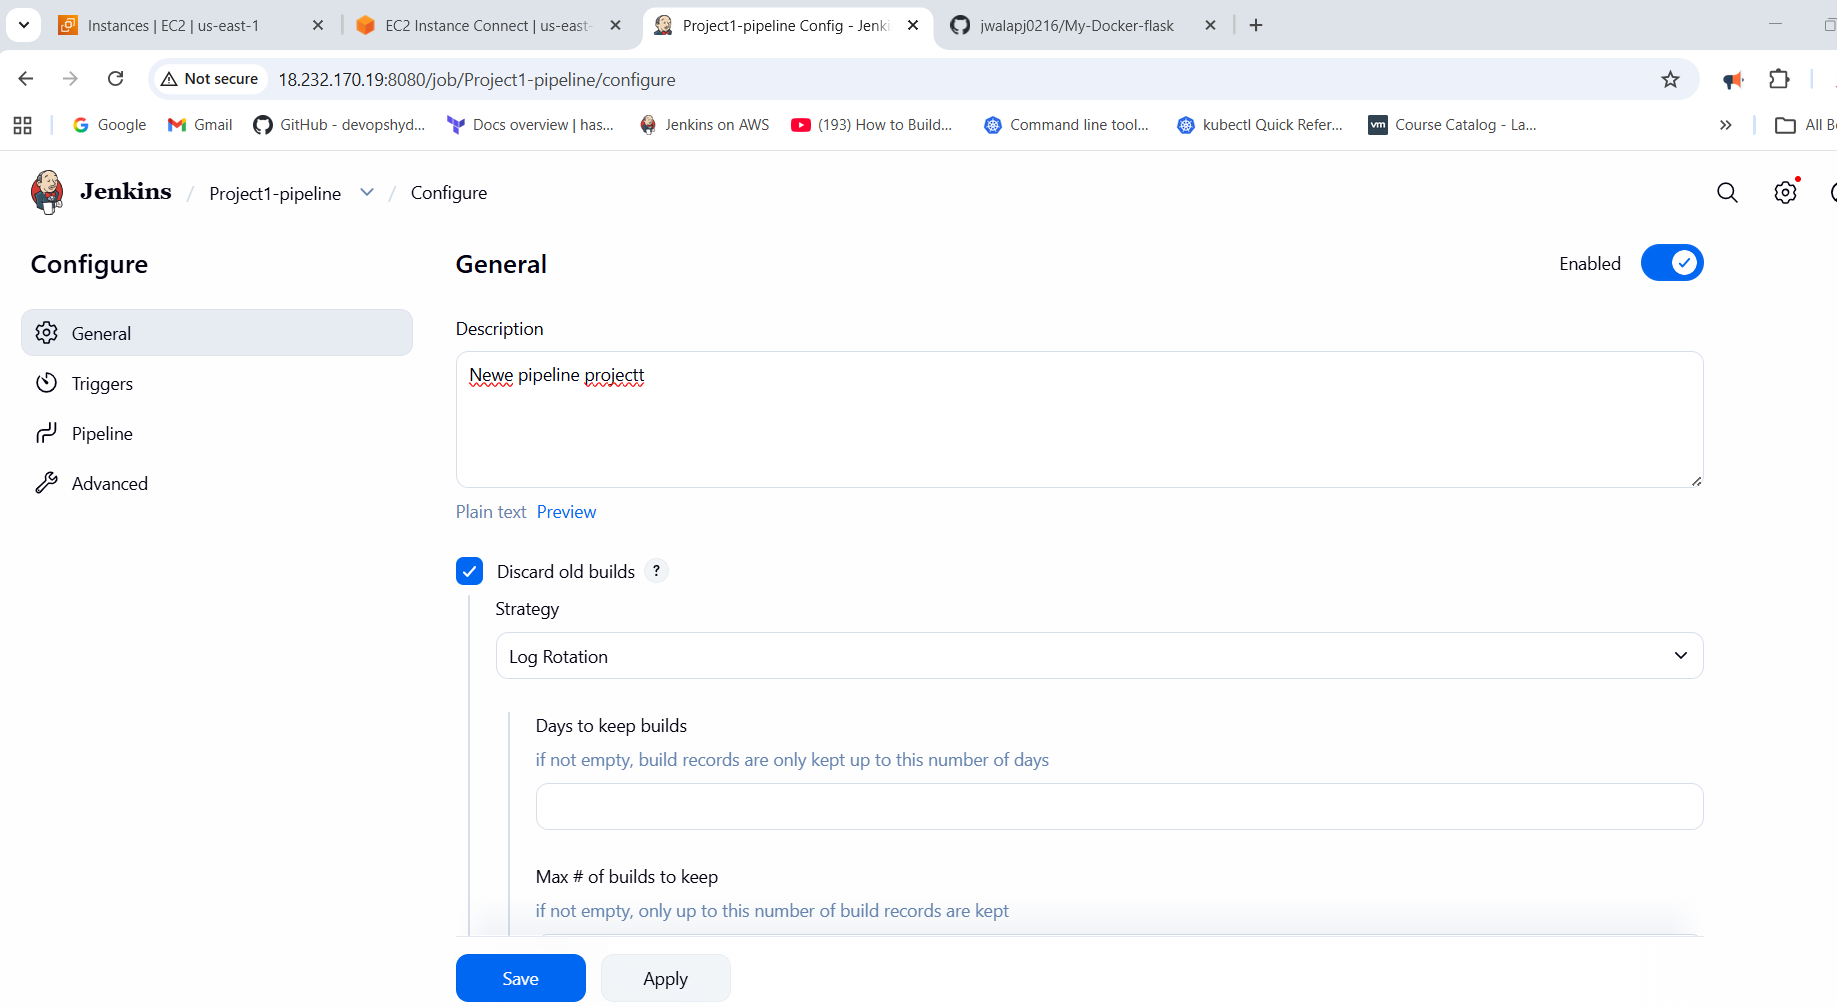 Instances | EC2 | us-east-1
EC2 Instance Connect | us-east-
Project1-pipeline Config - Jenki
jwalapj0216/My-Docker-flask
Not secure
18.232.170.19:8080/job/Project1-pipeline/configure
Google
Gmail
GitHub - devopshyd...
Docs overview | has...
Jenkins on AWS
(193) How to Build...
Command line tool...
kubectl Quick Refer...
vm
Course Catalog - La...
All B
Jenkins / Project1-pipeline / Configure
Configure
General
Triggers
Pipeline
Advanced
General
Enabled
Description
Newe pipeline projectt
Plain text Preview
Discard old builds ?
Strategy
Log Rotation
Days to keep builds
if not empty, build records are only kept up to this number of days
Max # of builds to keep
if not empty, only up to this number of build records are kept
Save
Apply